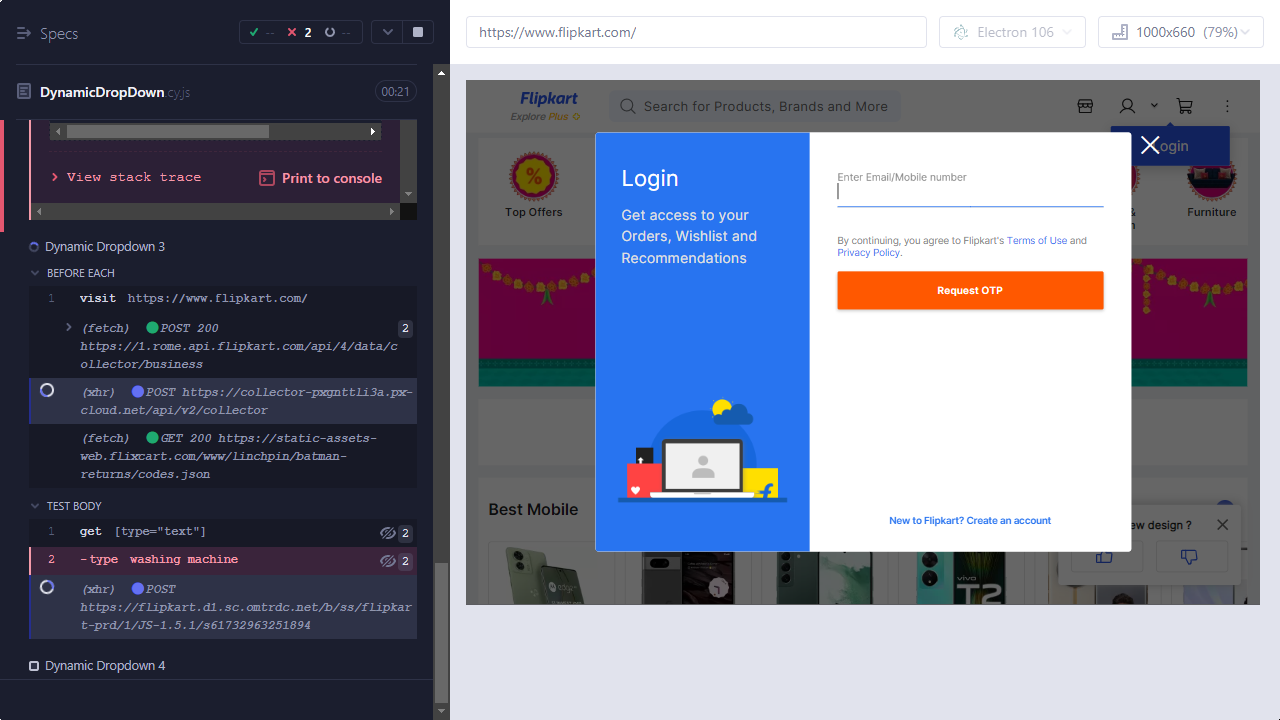 Specs
-- 2 --
DynamicDropDown.cy.js
00:21
View stack trace
Print to console
Dynamic Dropdown 3
BEFORE EACH
1 visit https://www.flipkart.com/
(fetch) POST 200 2
https://1.rome.api.flipkart.com/api/4/data/c
ollector/business
(xhr) POST https://collector-pxgnttli3a.px-
cloud.net/api/v2/collector
(fetch) GET 200 https://static-assets-
web.flixcart.com/www/linchpin/batman-
returns/codes.json
TEST BODY
1 get [type="text"] 2
2 -type washing machine 2
(xhr) POST
https://flipkart.d1.sc.omtrdc.net/b/ss/flipkar
t-prd/1/JS-1.5.1/s61732963251894
Dynamic Dropdown 4
https://www.flipkart.com/
Electron 106
1000x660 (79%)
Flipkart
Explore Plus
Search for Products, Brands and More
Login
Top Offers
&
Furniture
Login
Get access to your
Orders, Wishlist and
Recommendations
Enter Email/Mobile number
By continuing, you agree to Flipkart's Terms of Use and
Privacy Policy.
Request OTP
New to Flipkart? Create an account
Best Mobile
ew design ?
vivo
T2